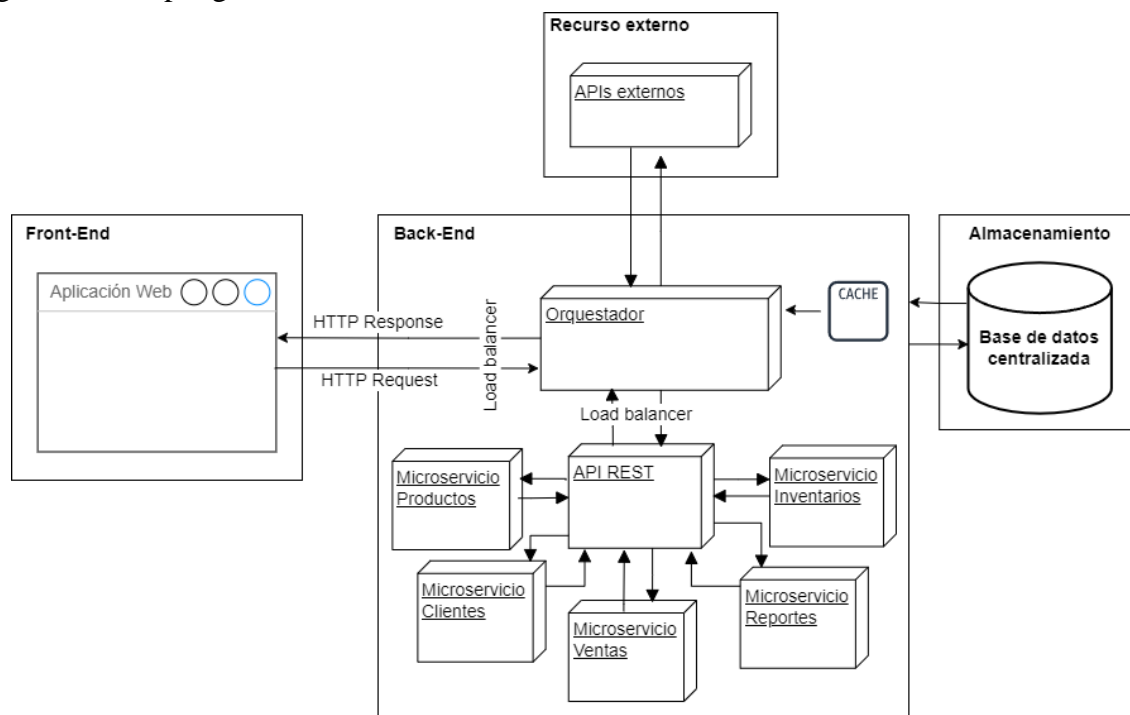 Recurso externo
APIs externos
Front-End
Aplicación Web
HTTP Response
HTTP Request
Back-End
Load balancer
Orquestador
CACHE
Load balancer
API REST
Microservicio
Productos
Microservicio
Inventarios
Microservicio
Clientes
Microservicio
Ventas
Microservicio
Reportes
Almacenamiento
Base de datos
centralizada